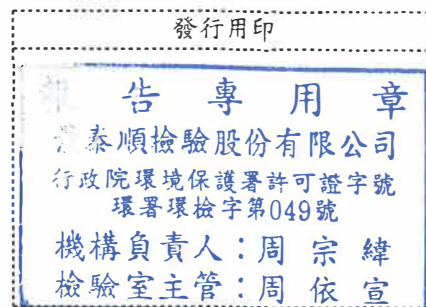 發行用印
告專用章
泰順檢驗股份有限公司
行政院環境保護署許可證字號
環署環檢字第049號
機構負責人：周宗緯
檢驗室主管：周依宣